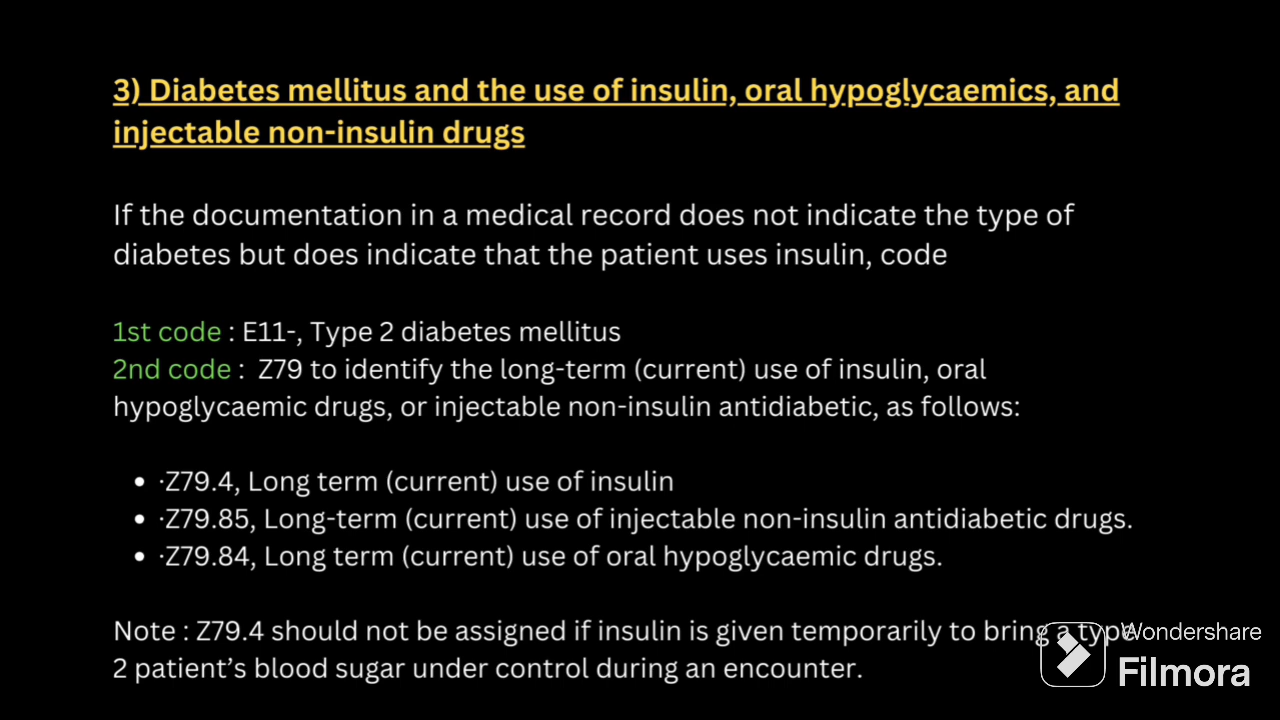 3) Diabetes mellitus and the use of insulin, oral hypoglycaemics, and
injectable non-insulin drugs
If the documentation in a medical record does not indicate the type of
diabetes but does indicate that the patient uses insulin, code
1st code : E11-, Type 2 diabetes mellitus
2nd code : Z79 to identify the long-term (current) use of insulin, oral
hypoglycaemic drugs, or injectable non-insulin antidiabetic, as follows:
• ·Z79.4, Long term (current) use of insulin
• ·Z79.85, Long-term (current) use of injectable non-insulin antidiabetic drugs.
• ·Z79.84, Long term (current) use of oral hypoglycaemic drugs.
Note : Z79.4 should not be assigned if insulin is given temporarily to bring a type
2 patient’s blood sugar under control during an encounter.
Wondershare
Filmora